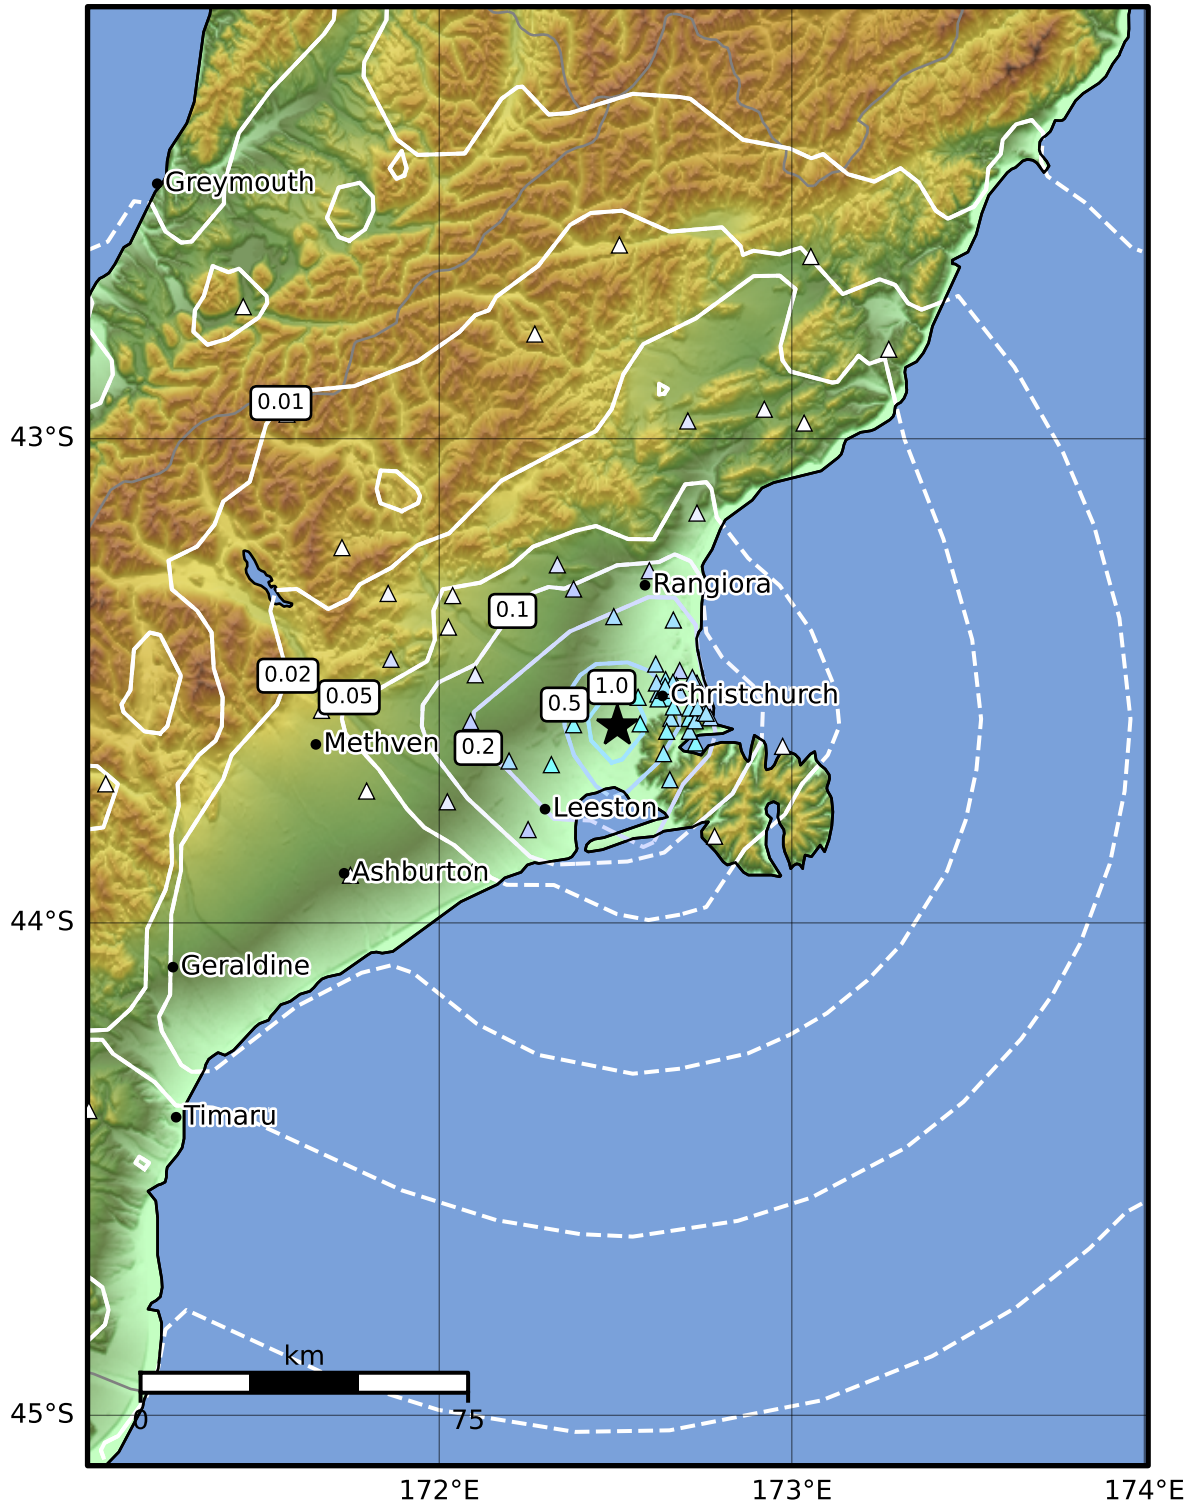 Greymouth
0.01
43°S
Rangiora
0.1
0.02
0.05
0.5
1.0
Christchurch
Methven
0.2
Leeston
Ashburton
44°S
Geraldine
Timaru
km
0
75
45°S
172°E
173°E
174°E